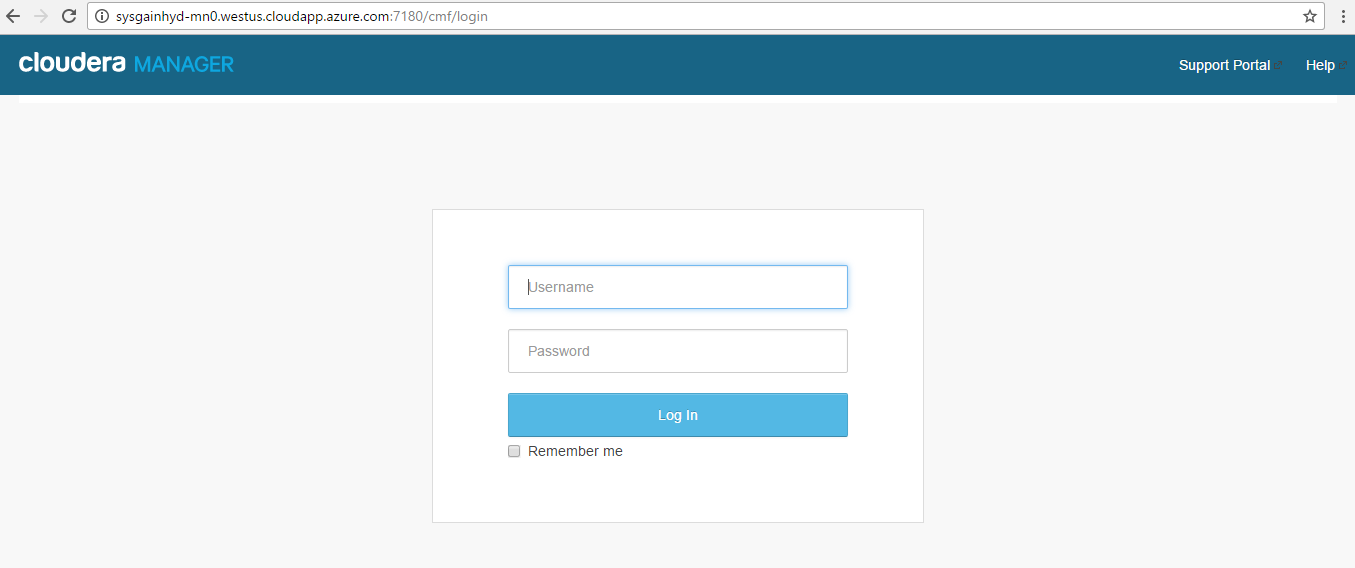 sysgainhyd-mn0.westus.cloudapp.azure.com:7180/cmf/login
cloudera MANAGER
Support Portal
Help
Username
Password
Log In
Remember me